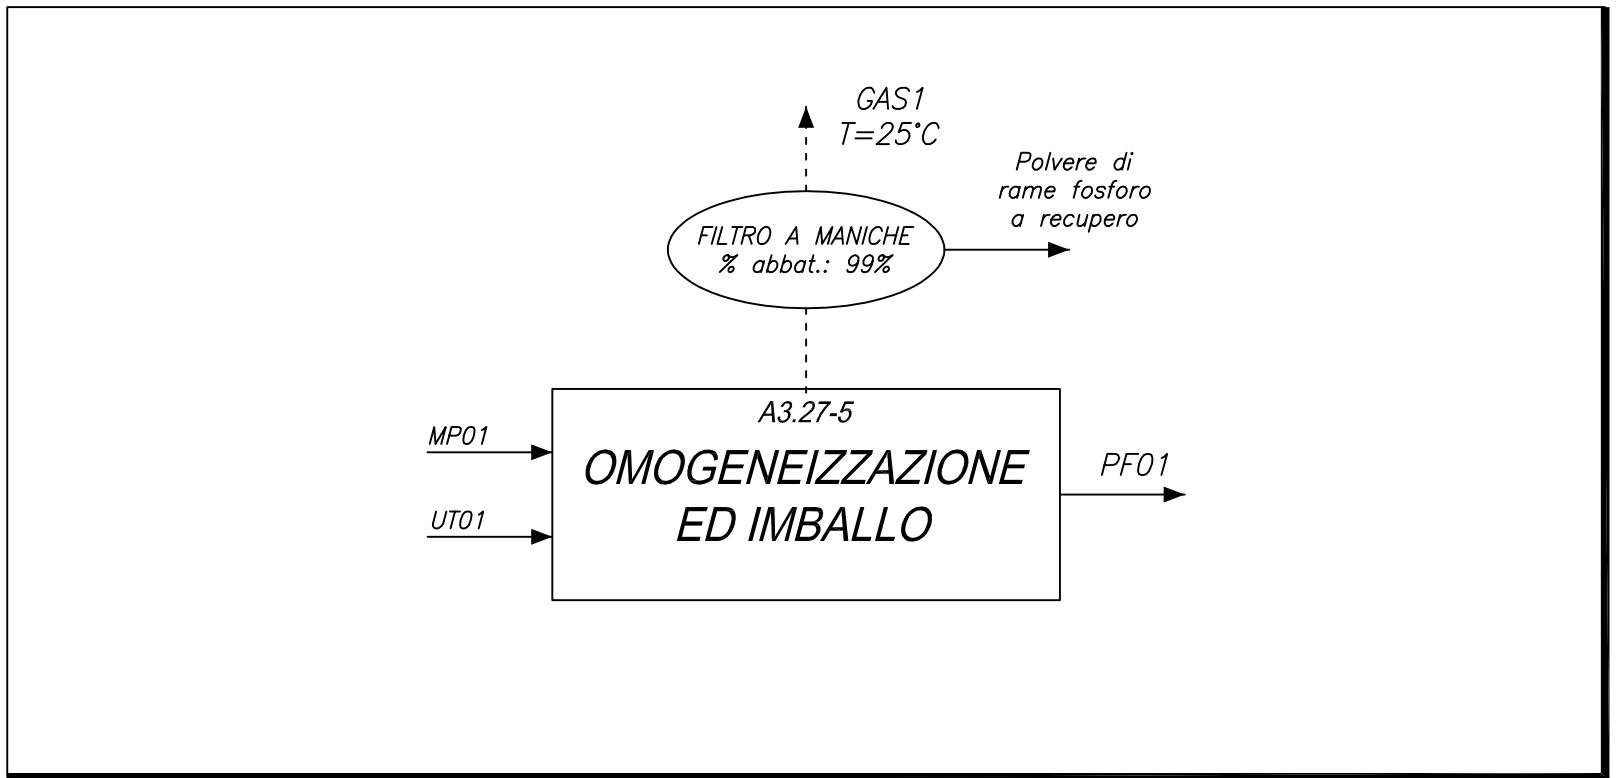 GAS1
T=25°C
Polvere di
rame fosforo
a recupero
FILTRO A MANICHE
% abbat.: 99%
A3.27-5
MP01
OMOGENEIZZAZIONE
PF01
UT01
ED IMBALLO